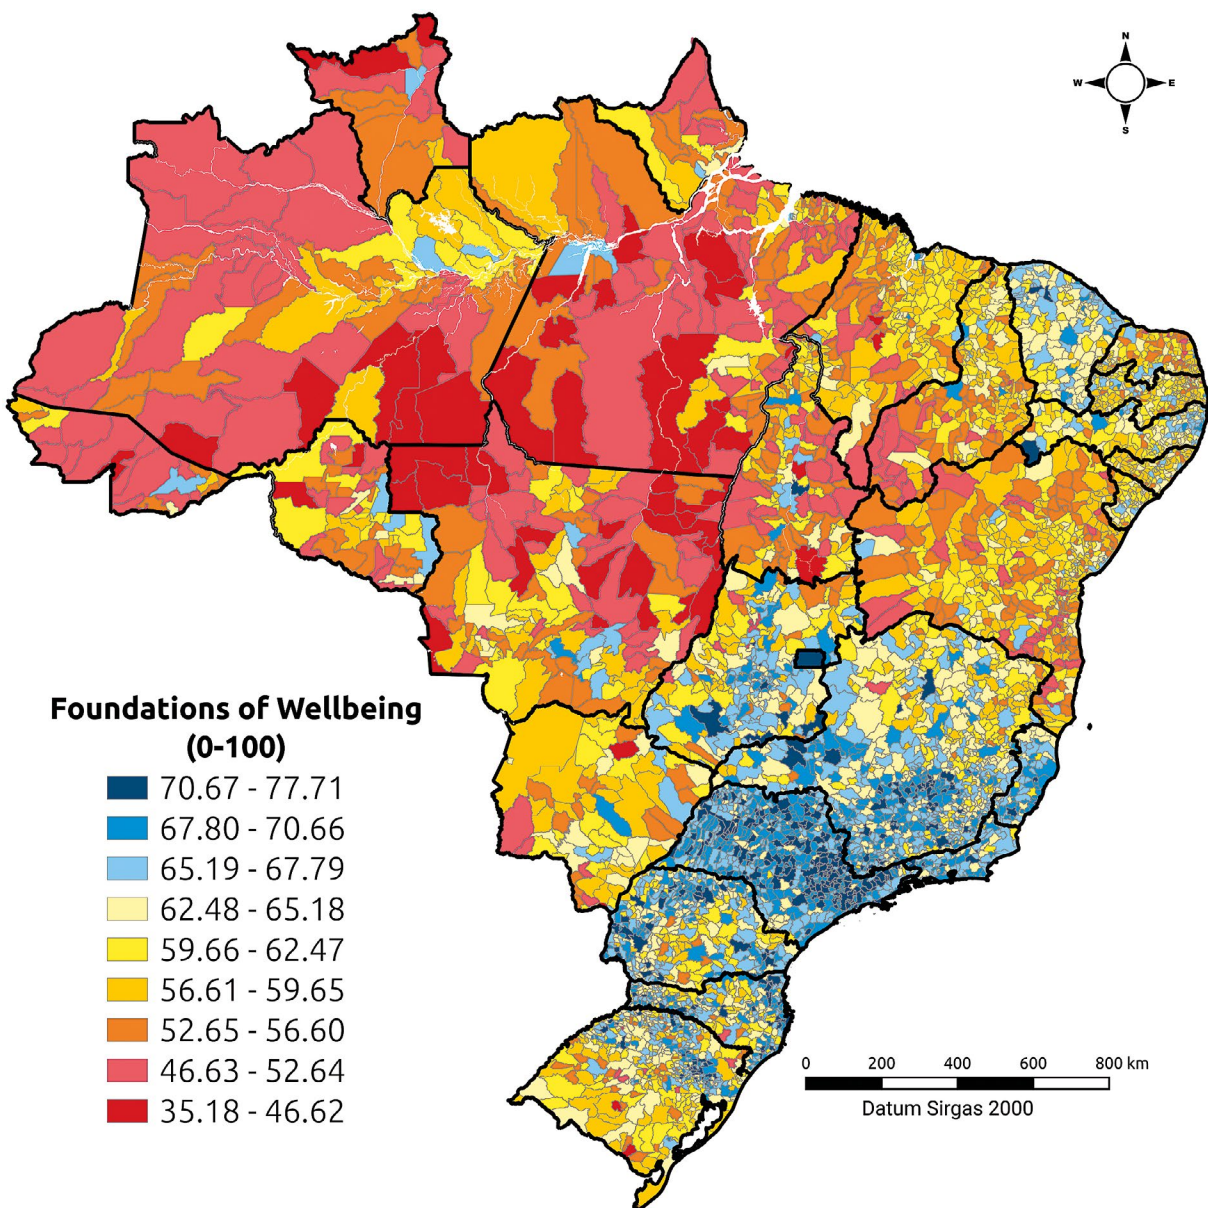 N
W E
S
Foundations of Wellbeing
(0-100)
70.67 - 77.71
67.80 - 70.66
65.19 - 67.79
62.48 - 65.18
59.66 - 62.47
56.61 - 59.65
52.65 - 56.60
46.63 - 52.64
35.18 - 46.62
0 200 400 600 800 km
Datum Sirgas 2000